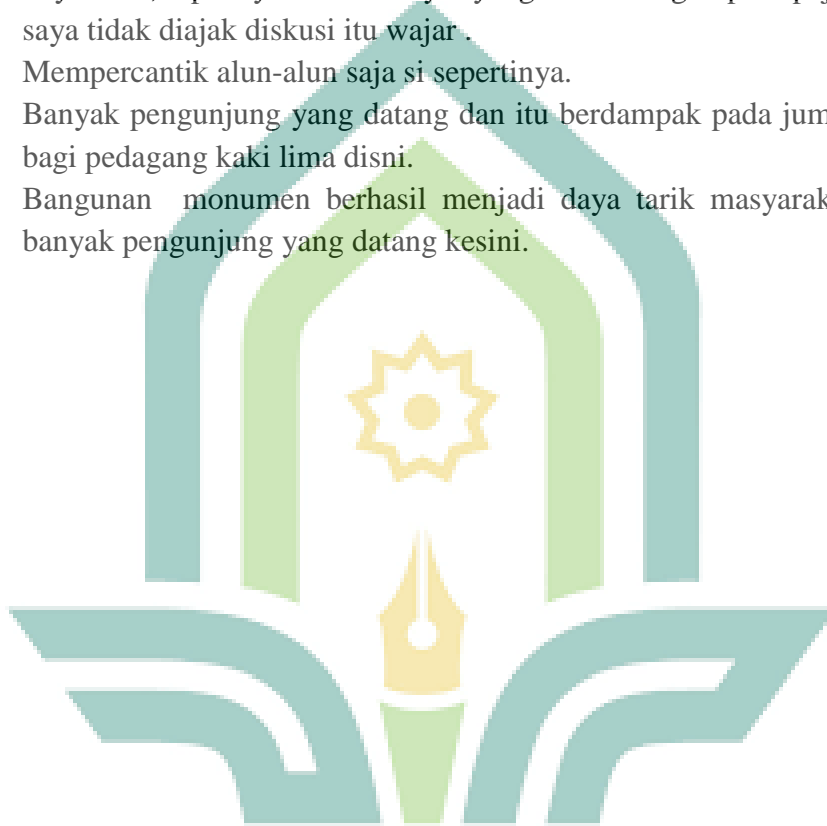 saya tidak diajak diskusi itu wajar .
Mempercantik alun-alun saja si sepertinya.
Banyak pengunjung yang datang dan itu berdampak pada jum
bagi pedagang kaki lima disni.
Bangunan monumen berhasil menjadi daya tarik masyarak
banyak pengunjung yang datang kesini.